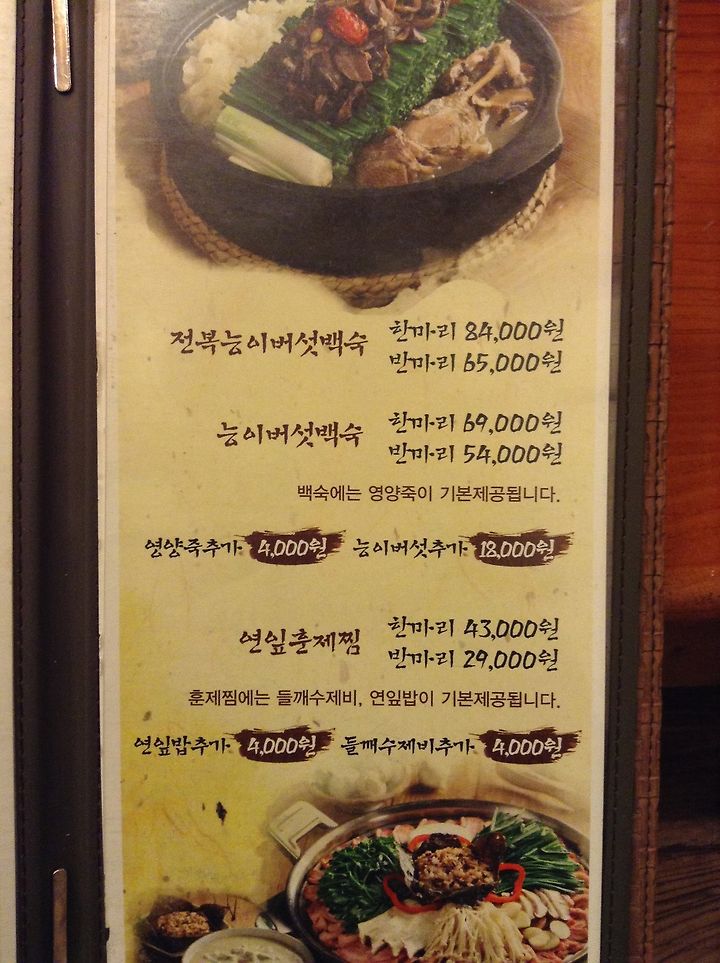 전복능이버섯백숙 한마리 84,000원
반마리 65,000원
능이버섯백숙 한마리 69,000원
반마리 54,000원
백숙에는 영양죽이 기본제공됩니다.
영양죽추가 4,000원 능이버섯추가 18,000원
연잎훈제찜 한마리 43,000원
반마리 29,000원
훈제찜에는 들깨수제비, 연잎밥이 기본제공됩니다.
연잎밥추가 4,000원 들깨수제비추가 4,000원